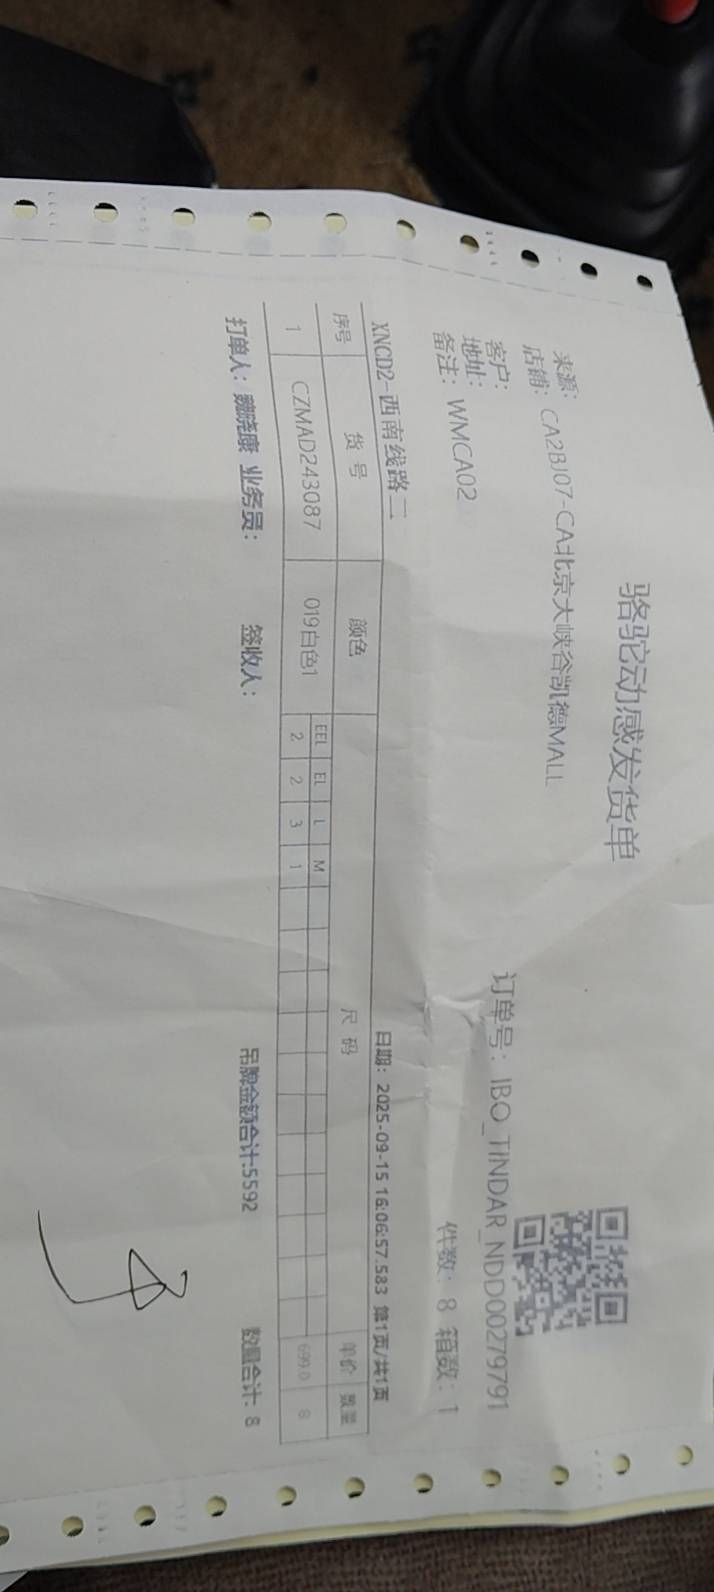 骆驼动感发货单
来源:
店铺: CA2BJ07-CA北京大峡谷凯德MALL
订单号: IBO_TINDAR_NDD00279791
客户:
地址:
备注: WMCA02
件数: 8 箱数: 1
XNCD2-西南线路二 日期: 2025-09-15 16:06:57.583 第1页/共1页
序号 货号 颜色 尺码 单价 数量
EEL EL L M
1 CZMAD243087 019白色1 2 2 3 1 699.0 8
打单人: 魏晓康 业务员: 签收人: 吊牌金额合计:5592 数量合计: 8